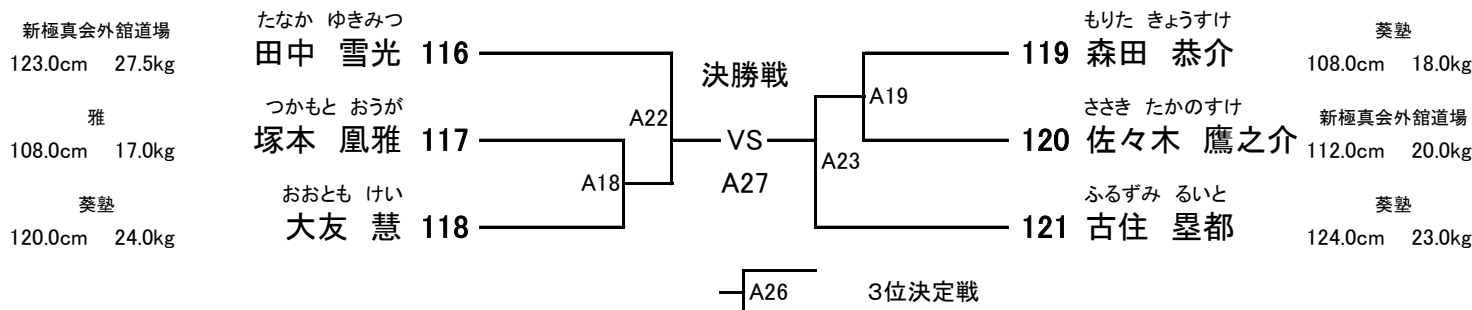 たなか ゆきみつ
新極真会外舘道場
田中 雪光 116
123.0cm 27.5kg
つかもと おうが
雅
塚本 凰雅 117
108.0cm 17.0kg
おおとも けい
葵塾
大友 慧 118
120.0cm 24.0kg
A22
A18
決勝戦
VS
A27
A19
A23
もりた きょうすけ
葵塾
119 森田 恭介
108.0cm 18.0kg
ささき たかのすけ
新極真会外舘道場
120 佐々木 鷹之介
112.0cm 20.0kg
ふるずみ るいと
葵塾
121 古住 塁都
124.0cm 23.0kg
A26 3位決定戦